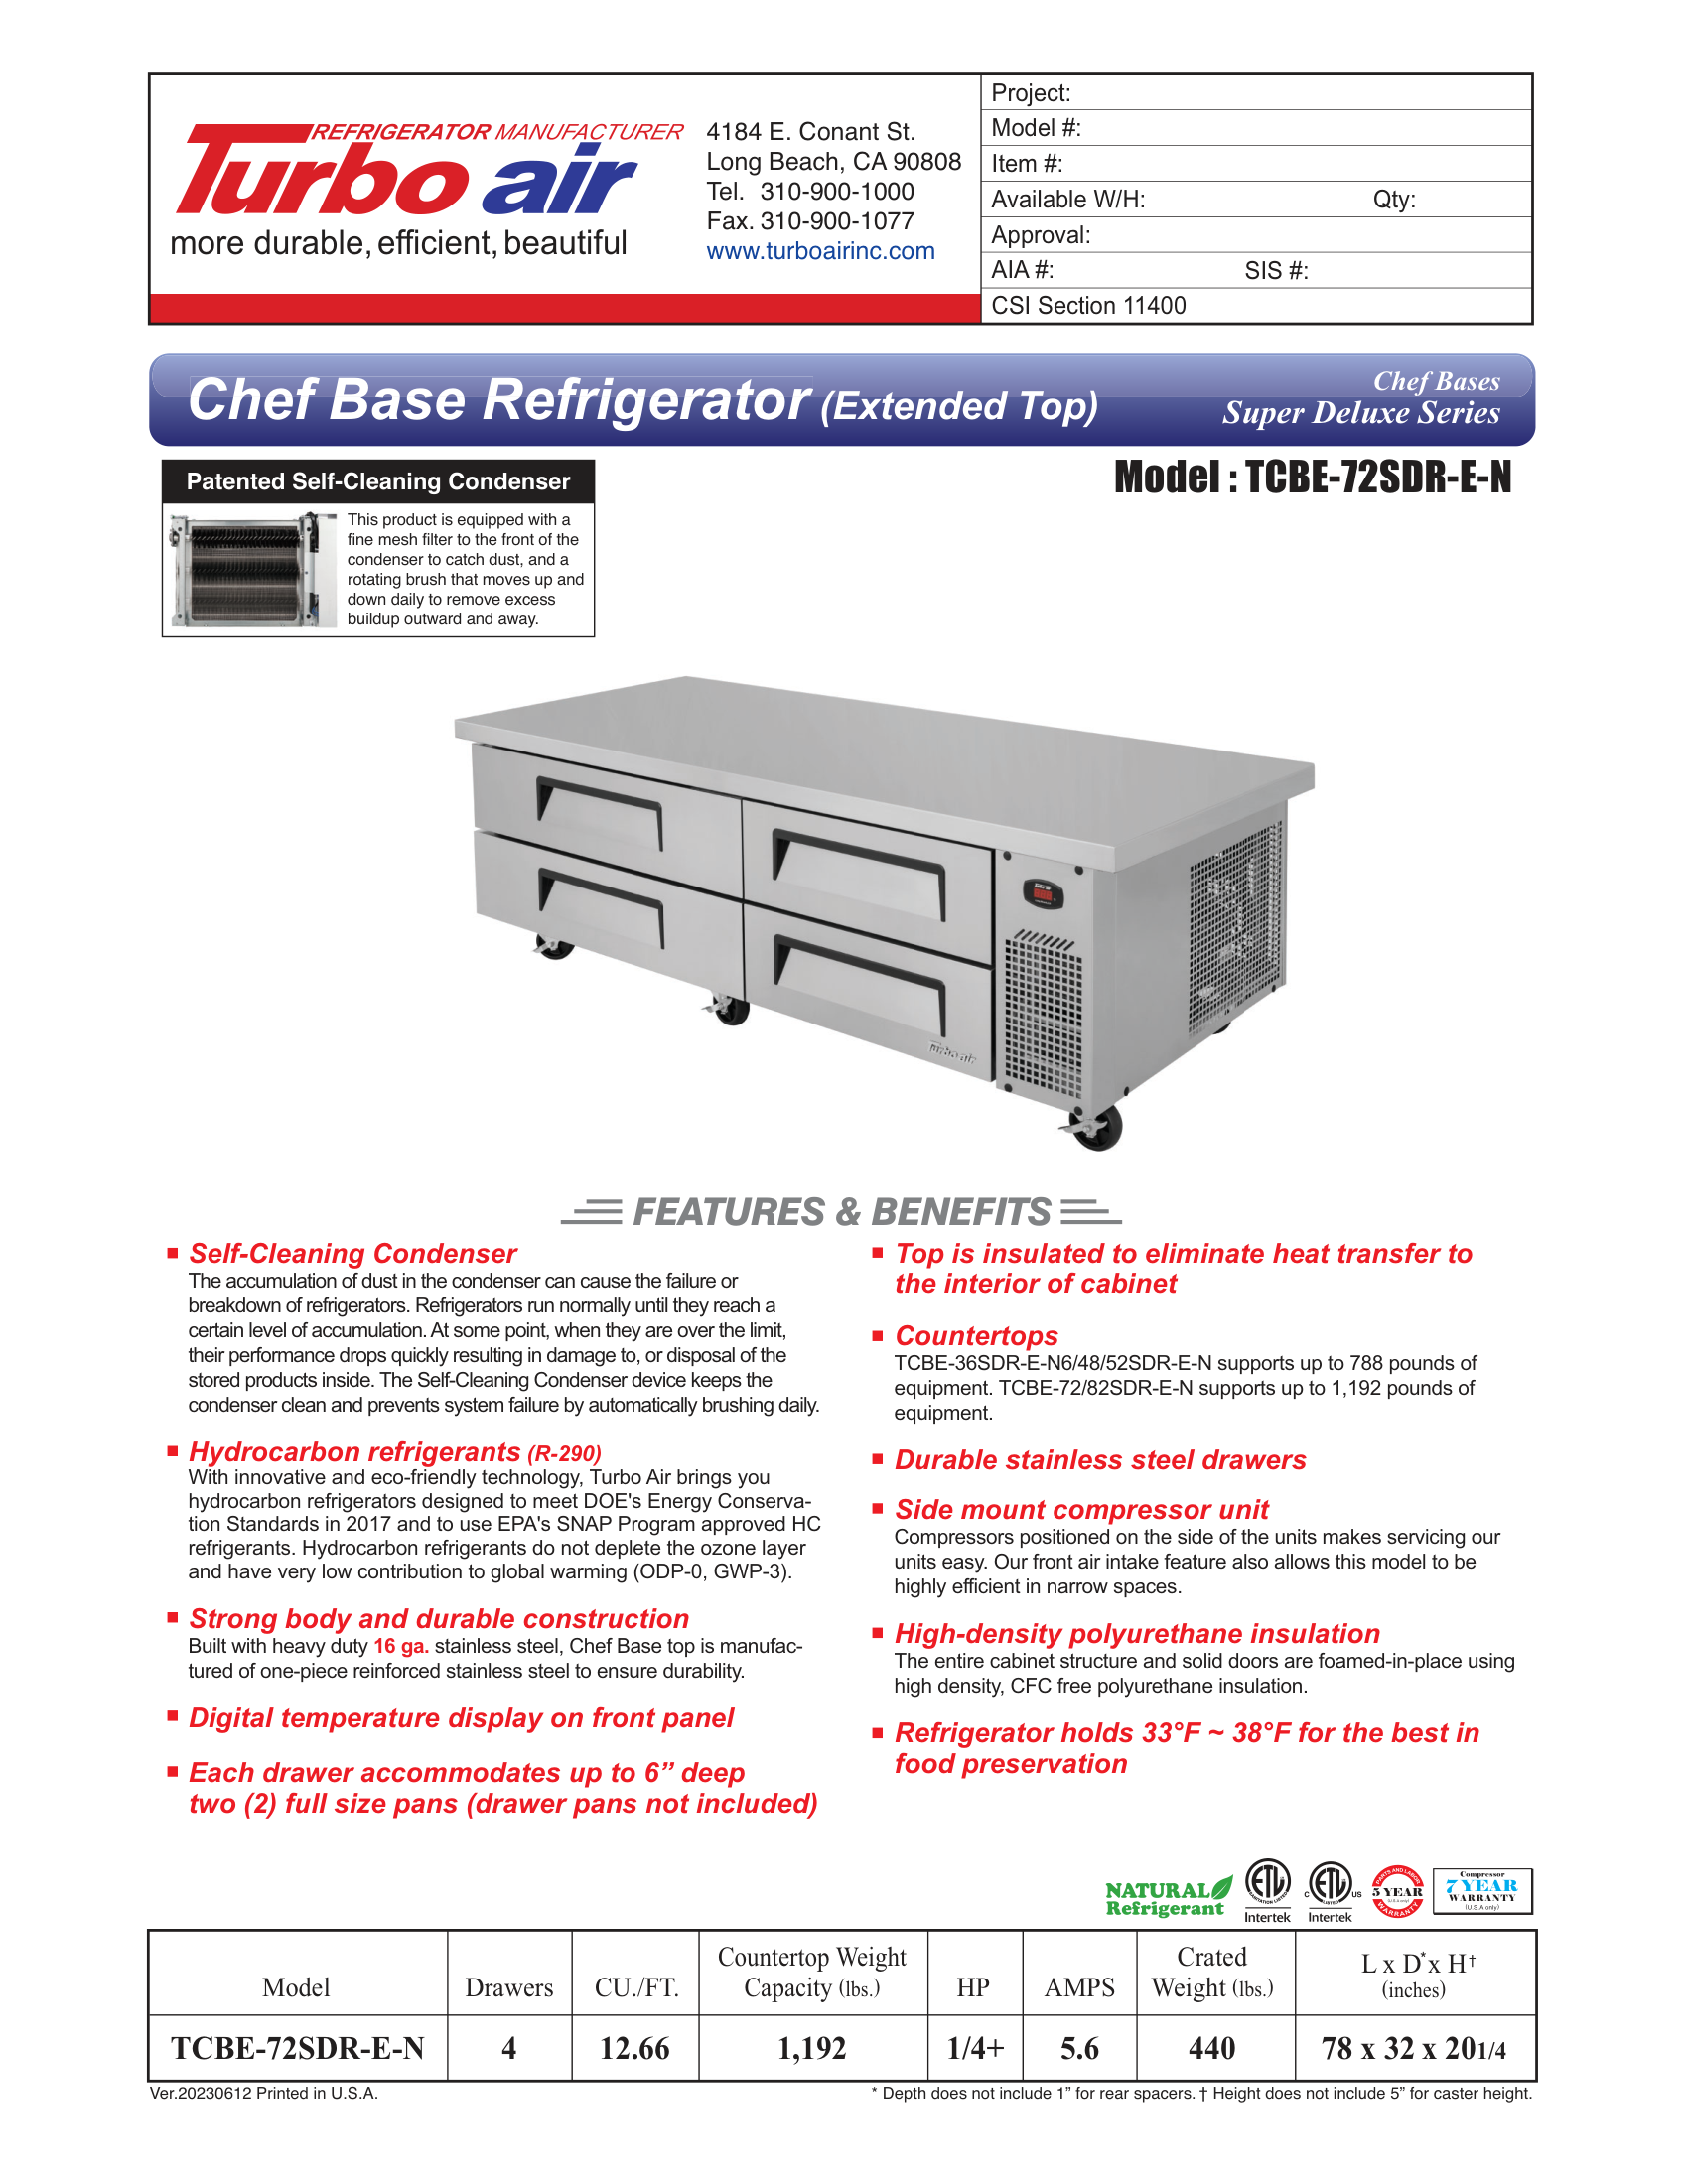 REFRIGERATOR MANUFACTURER
Turbo air
more durable, efficient, beautiful
4184 E. Conant St.
Long Beach, CA 90808
Tel. 310-900-1000
Fax. 310-900-1077
www.turboairinc.com
Project:
Model #:
Item #:
Available W/H: Qty:
Approval:
AIA #: SIS #:
CSI Section 11400
Chef Base Refrigerator (Extended Top)
Chef Bases
Super Deluxe Series
Patented Self-Cleaning Condenser
This product is equipped with a
fine mesh filter to the front of the
condenser to catch dust, and a
rotating brush that moves up and
down daily to remove excess
buildup outward and away.
Model : TCBE-72SDR-E-N
Turbo air
FEATURES & BENEFITS
Self-Cleaning Condenser
The accumulation of dust in the condenser can cause the failure or
breakdown of refrigerators. Refrigerators run normally until they reach a
certain level of accumulation. At some point, when they are over the limit,
their performance drops quickly resulting in damage to, or disposal of the
stored products inside. The Self-Cleaning Condenser device keeps the
condenser clean and prevents system failure by automatically brushing daily.
Hydrocarbon refrigerants (R-290)
With innovative and eco-friendly technology, Turbo Air brings you
hydrocarbon refrigerators designed to meet DOE's Energy Conserva-
tion Standards in 2017 and to use EPA's SNAP Program approved HC
refrigerants. Hydrocarbon refrigerants do not deplete the ozone layer
and have very low contribution to global warming (ODP-0, GWP-3).
Strong body and durable construction
Built with heavy duty 16 ga. stainless steel, Chef Base top is manufac-
tured of one-piece reinforced stainless steel to ensure durability.
Digital temperature display on front panel
Each drawer accommodates up to 6” deep
two (2) full size pans (drawer pans not included)
Top is insulated to eliminate heat transfer to
the interior of cabinet
Countertops
TCBE-36SDR-E-N6/48/52SDR-E-N supports up to 788 pounds of
equipment. TCBE-72/82SDR-E-N supports up to 1,192 pounds of
equipment.
Durable stainless steel drawers
Side mount compressor unit
Compressors positioned on the side of the units makes servicing our
units easy. Our front air intake feature also allows this model to be
highly efficient in narrow spaces.
High-density polyurethane insulation
The entire cabinet structure and solid doors are foamed-in-place using
high density, CFC free polyurethane insulation.
Refrigerator holds 33°F ~ 38°F for the best in
food preservation
NATURAL
Refrigerant
ETL
SANITATION LISTED
Intertek
C ETL US
LISTED
Intertek
PARTS AND LABOR
5 YEAR
(U.S.A only)
WARRANTY
Compressor
7 YEAR
WARRANTY
(U.S.A only)
Model Drawers CU./FT. Countertop Weight Capacity (lbs.) HP AMPS Crated Weight (lbs.) L x D* x H† (inches)
TCBE-72SDR-E-N 4 12.66 1,192 1/4+ 5.6 440 78 x 32 x 20 1/4
Ver.20230612 Printed in U.S.A.
* Depth does not include 1” for rear spacers. † Height does not include 5” for caster height.